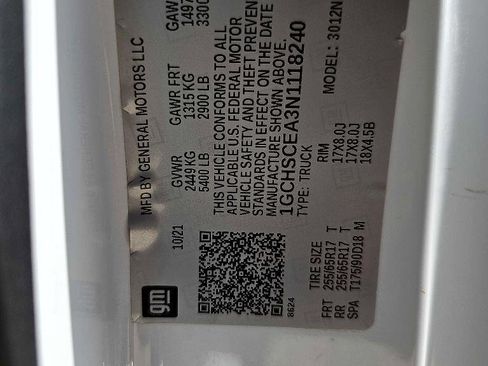 MFD BY GENERAL MOTORS LLC
10/21
GVWR
2449 KG
5400 LB
GAWR FRT
1315 KG
2900 LB
GAW
1497
3300
THIS VEHICLE CONFORMS TO ALL
APPLICABLE U.S. FEDERAL MOTOR
VEHICLE SAFETY AND THEFT PREVEN
STANDARDS IN EFFECT ON THE DATE
MANUFACTURE SHOWN ABOVE.
1GCHSCEA3N1118240
TYPE: TRUCK
MODEL: 3012N
gm
8624
TIRE SIZE RIM
FRT 255/65R17 T 17X8.0J
RR 255/65R17 T 17X8.0J
SPA T175/90D18 M 18X4.5B